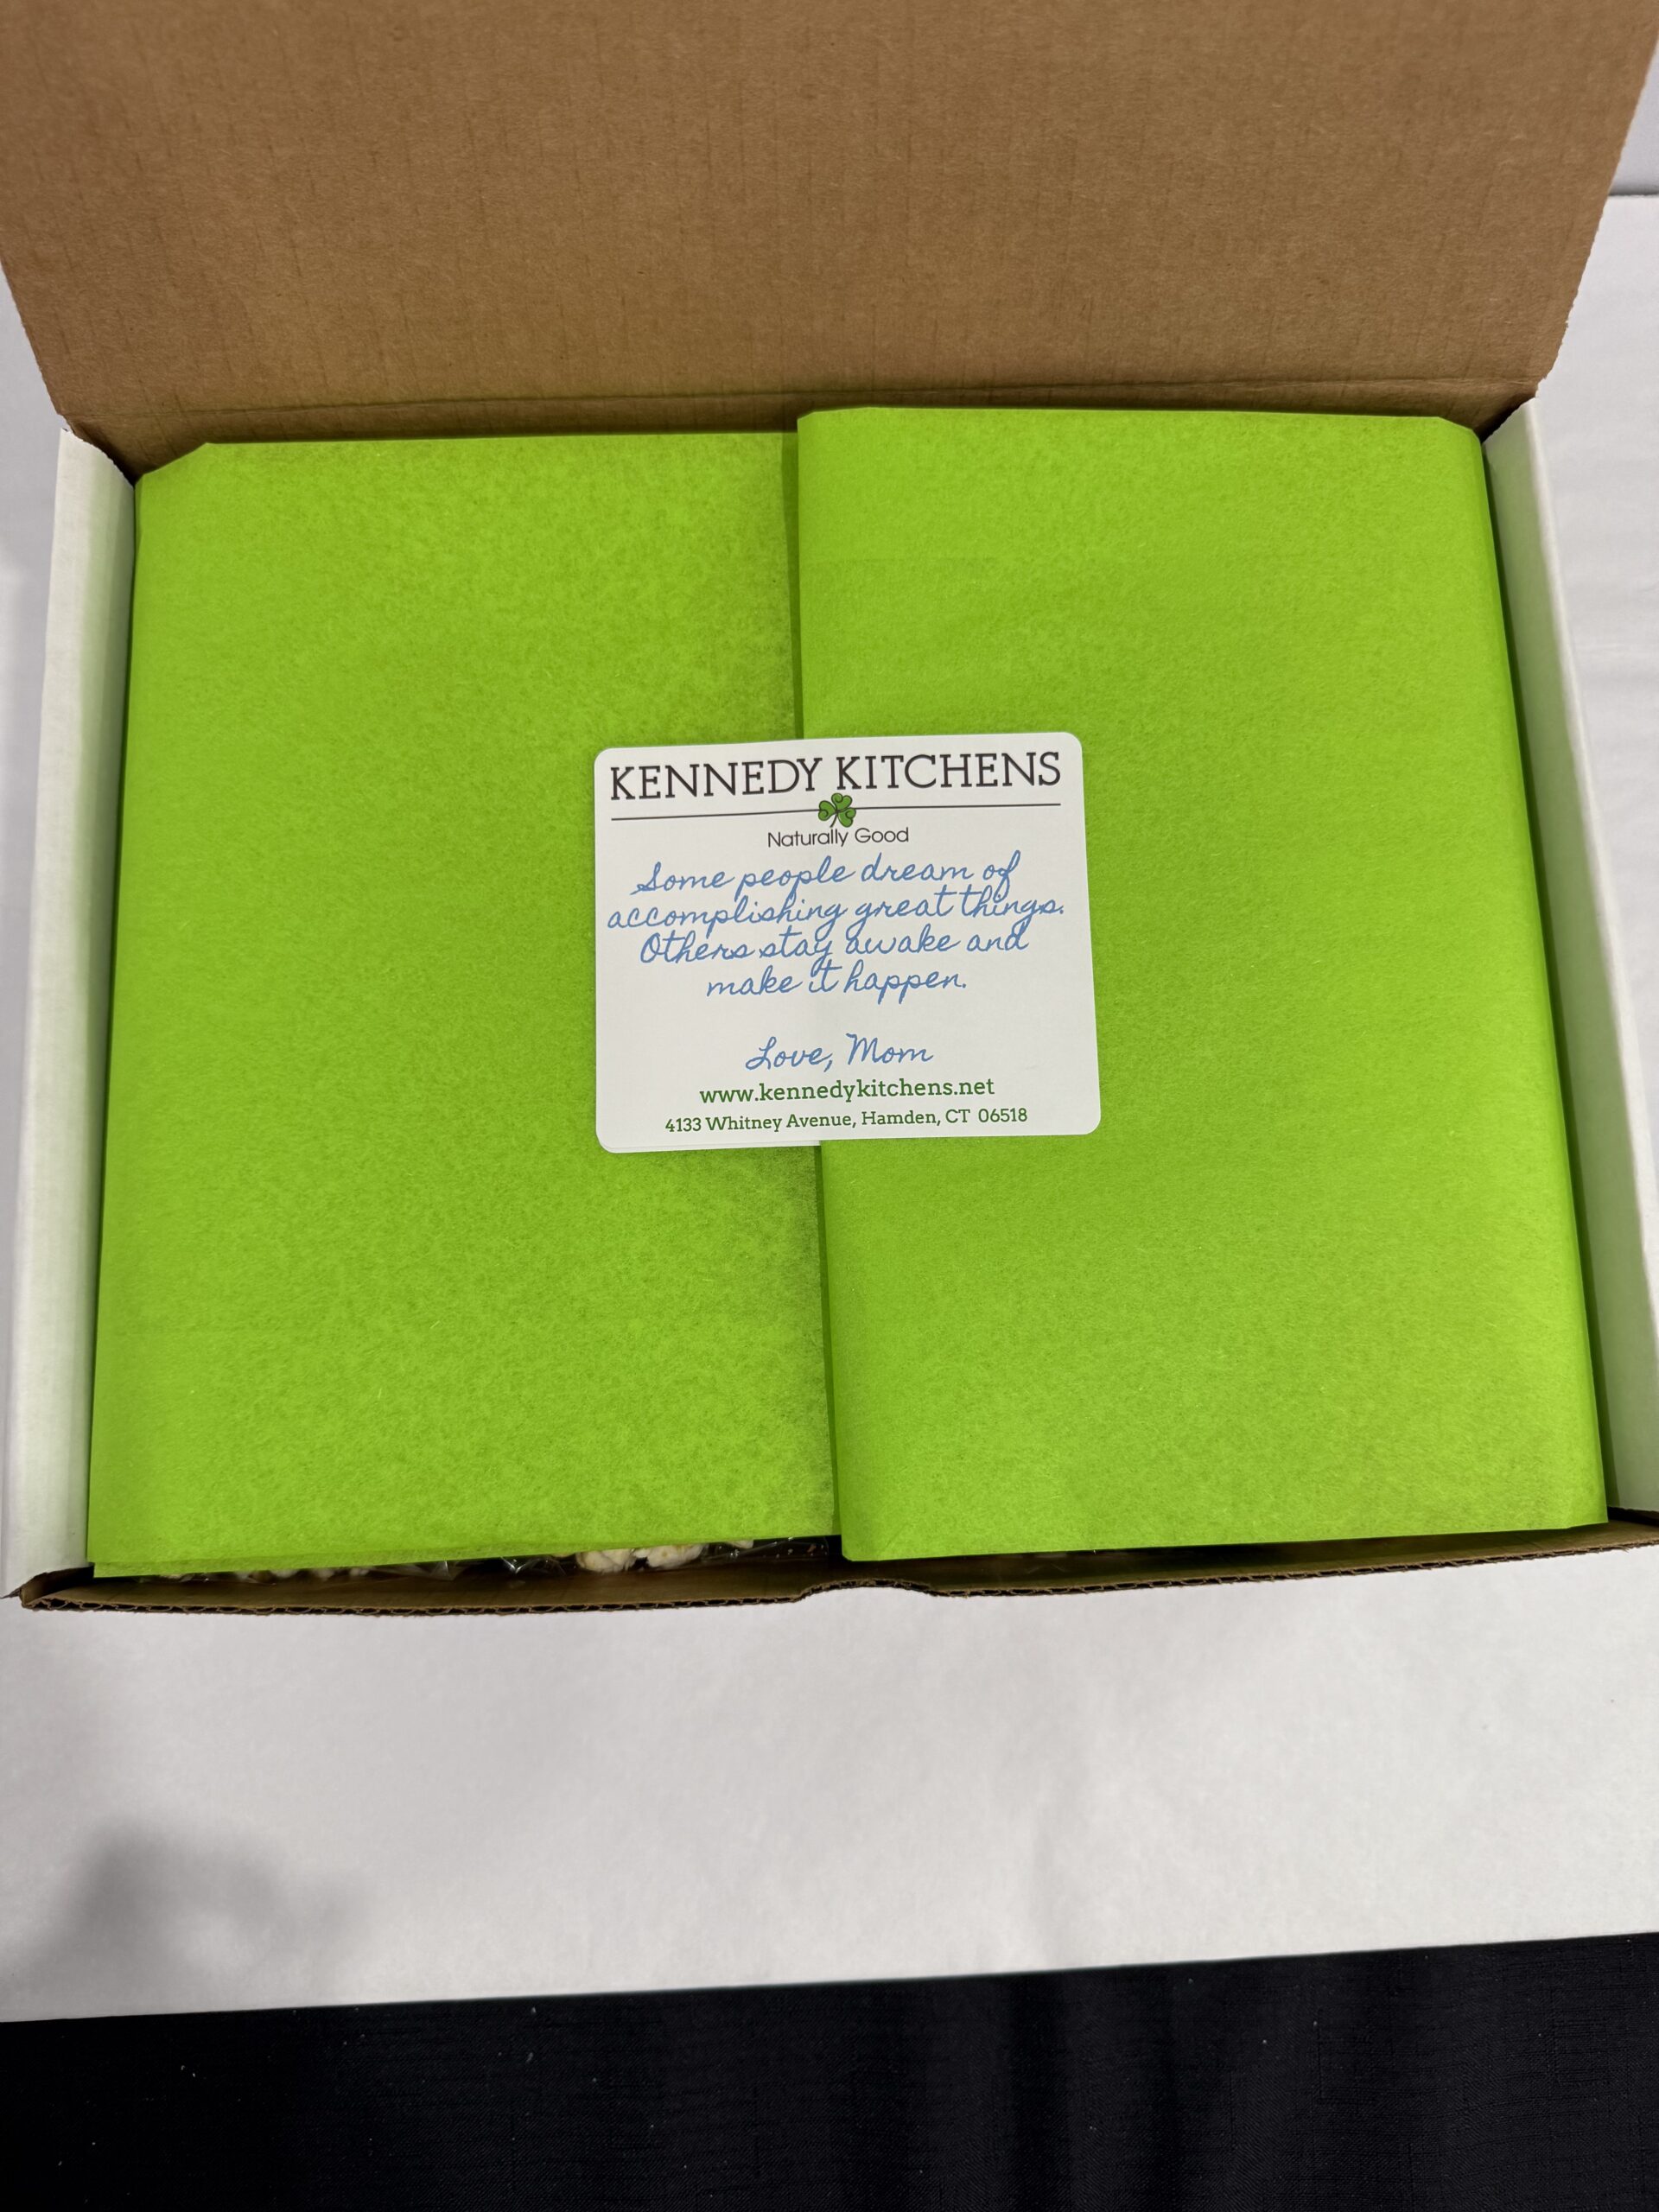 KENNEDY KITCHENS
Naturally Good
Some people dream of
accomplishing great things.
Others stay awake and
make it happen.
Love, Mom
www.kennedykitchens.net
4133 Whitney Avenue, Hamden, CT 06518